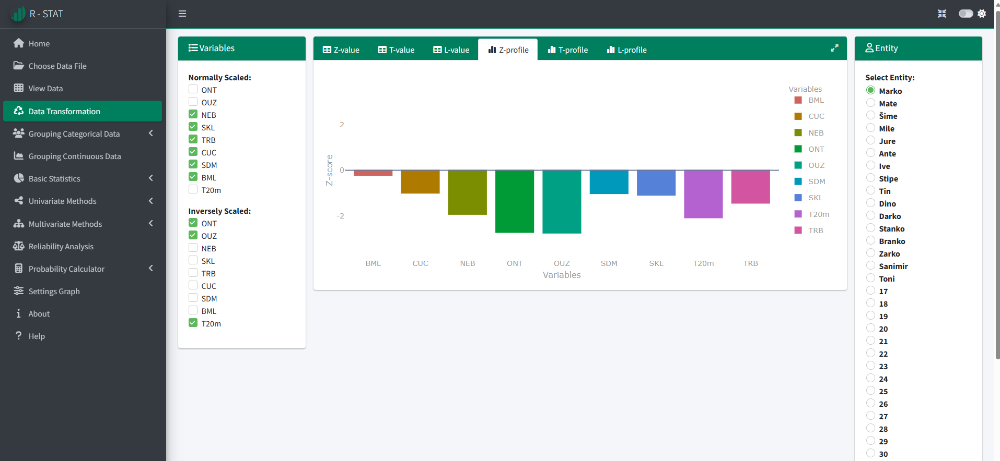 R - STAT
Home
Choose Data File
View Data
Data Transformation
Grouping Categorical Data
Grouping Continuous Data
Basic Statistics
Univariate Methods
Multivariate Methods
Reliability Analysis
Probability Calculator
Settings Graph
About
Help
Variables
Normally Scaled:
ONT
OUZ
NEB
SKL
TRB
CUC
SDM
BML
T20m
Inversely Scaled:
ONT
OUZ
NEB
SKL
TRB
CUC
SDM
BML
T20m
Z-value T-value L-value Z-profile T-profile L-profile
Z-score
2
0
-2
BML CUC NEB ONT OUZ SDM SKL T20m TRB
Variables
Variables
BML
CUC
NEB
ONT
OUZ
SDM
SKL
T20m
TRB
Entity
Select Entity:
Marko
Mate
Šime
Mile
Jure
Ante
Ive
Stipe
Tin
Dino
Darko
Stanko
Branko
Zarko
Sanimir
Toni
17
18
19
20
21
22
23
24
25
26
27
28
29
30